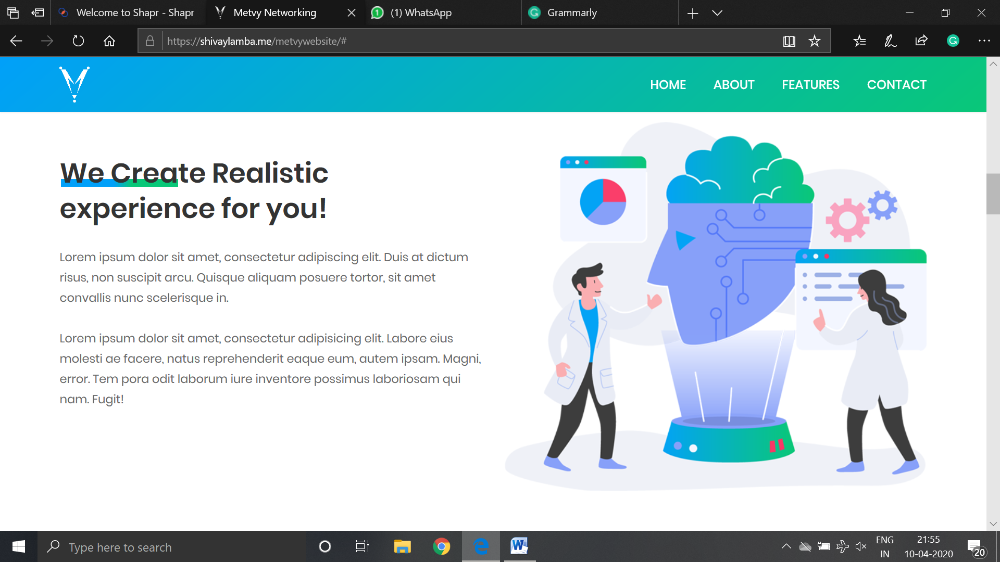 Welcome to Shapr - Shapr
Metvy Networking
(1) WhatsApp
Grammarly
https://shivaylamba.me/metvywebsite/#
HOME ABOUT FEATURES CONTACT
We Create Realistic
experience for you!
Lorem ipsum dolor sit amet, consectetur adipiscing elit. Duis at dictum
risus, non suscipit arcu. Quisque aliquam posuere tortor, sit amet
convallis nunc scelerisque in.
Lorem ipsum dolor sit amet, consectetur adipisicing elit. Labore eius
molesti ae facere, natus reprehenderit eaque eum, autem ipsam. Magni,
error. Tem pora odit laborum iure inventore possimus laboriosam qui
nam. Fugit!
Type here to search
ENG
IN
21:55
10-04-2020
20